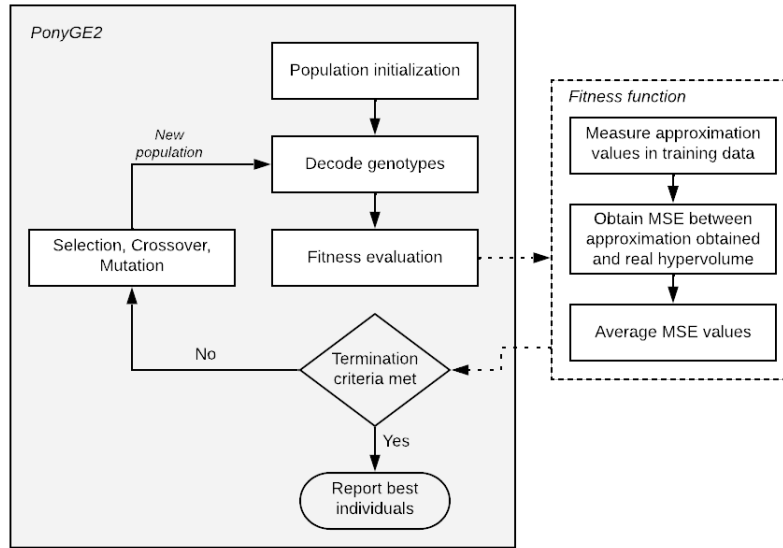 PonyGE2
Population initialization
New
population
Decode genotypes
Selection, Crossover,
Mutation
Fitness evaluation
No
Termination
criteria met
Yes
Report best
individuals
Fitness function
Measure approximation
values in training data
Obtain MSE between
approximation obtained
and real hypervolume
Average MSE values